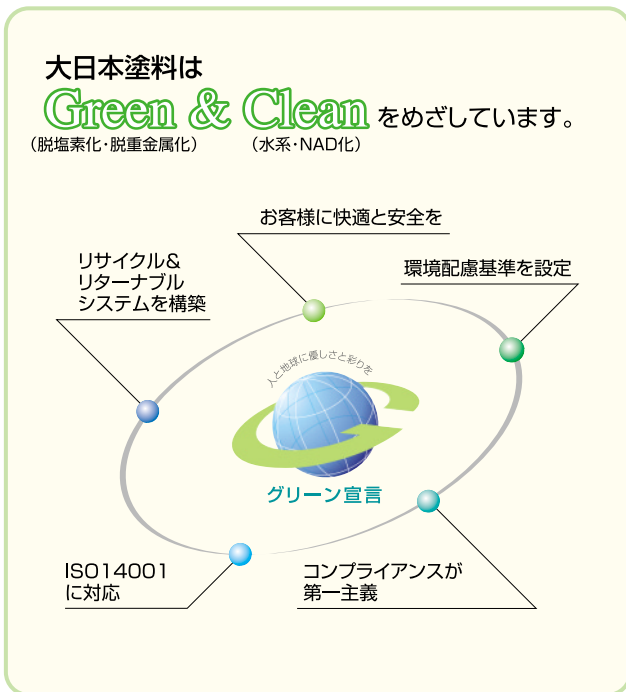 大日本塗料は
Green & Clean をめざしています。
（脱塩素化・脱重金属化） （水系・NAD化）
お客様に快適と安全を
環境配慮基準を設定
リサイクル＆
リターナブル
システムを構築
人と地球に優しさと彩りを
グリーン宣言
ISO14001
に対応
コンプライアンスが
第一主義